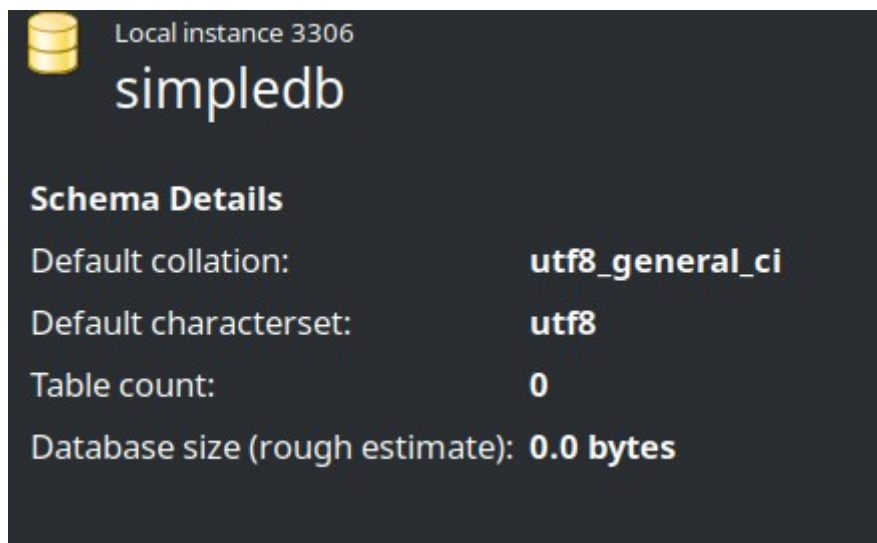 Local instance 3306
simpledb
Schema Details
Default collation: utf8_general_ci
Default characterset: utf8
Table count: 0
Database size (rough estimate): 0.0 bytes